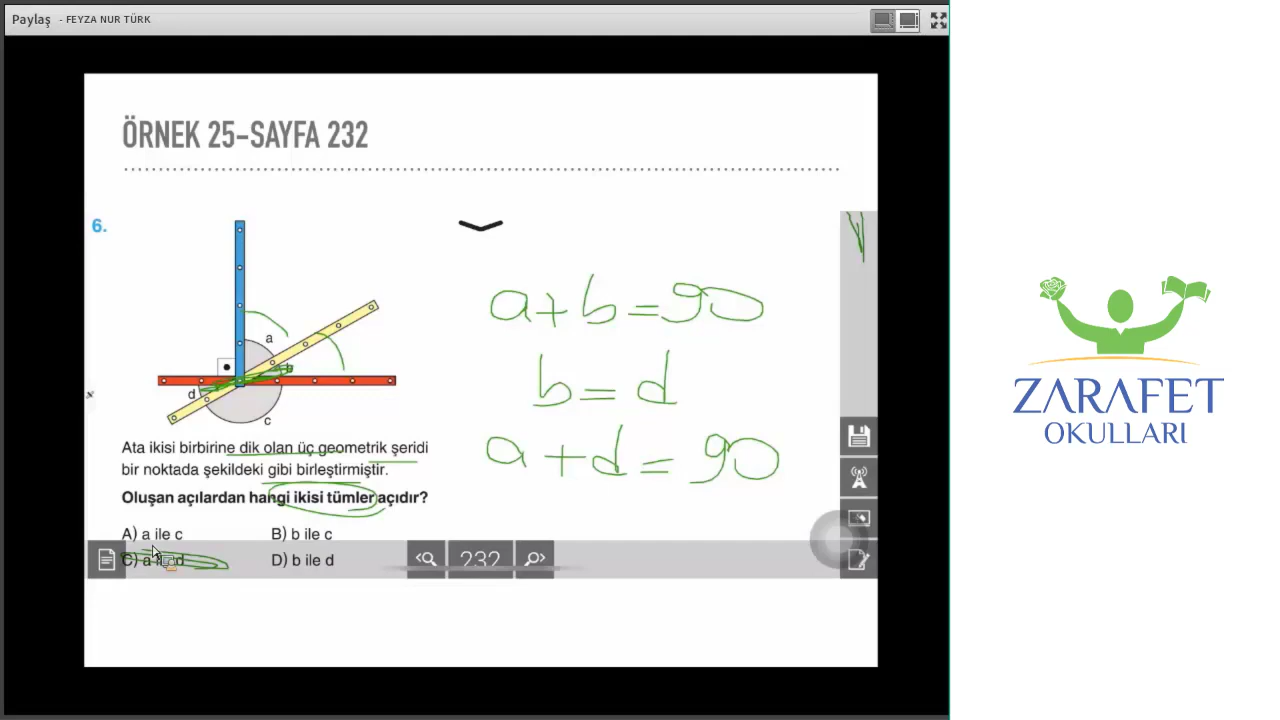 Paylaş - FEYZA NUR TÜRK
ÖRNEK 25-SAYFA 232
6.
a
b
d
c
a+b=90
b=d
a+d=90
Ata ikisi birbirine dik olan üç geometrik şeridi
bir noktada şekildeki gibi birleştirmiştir.
Oluşan açılardan hangi ikisi tümler açıdır?
A) a ile c
B) b ile c
C) a ile d
D) b ile d
232
ZARAFET
OKULLARI